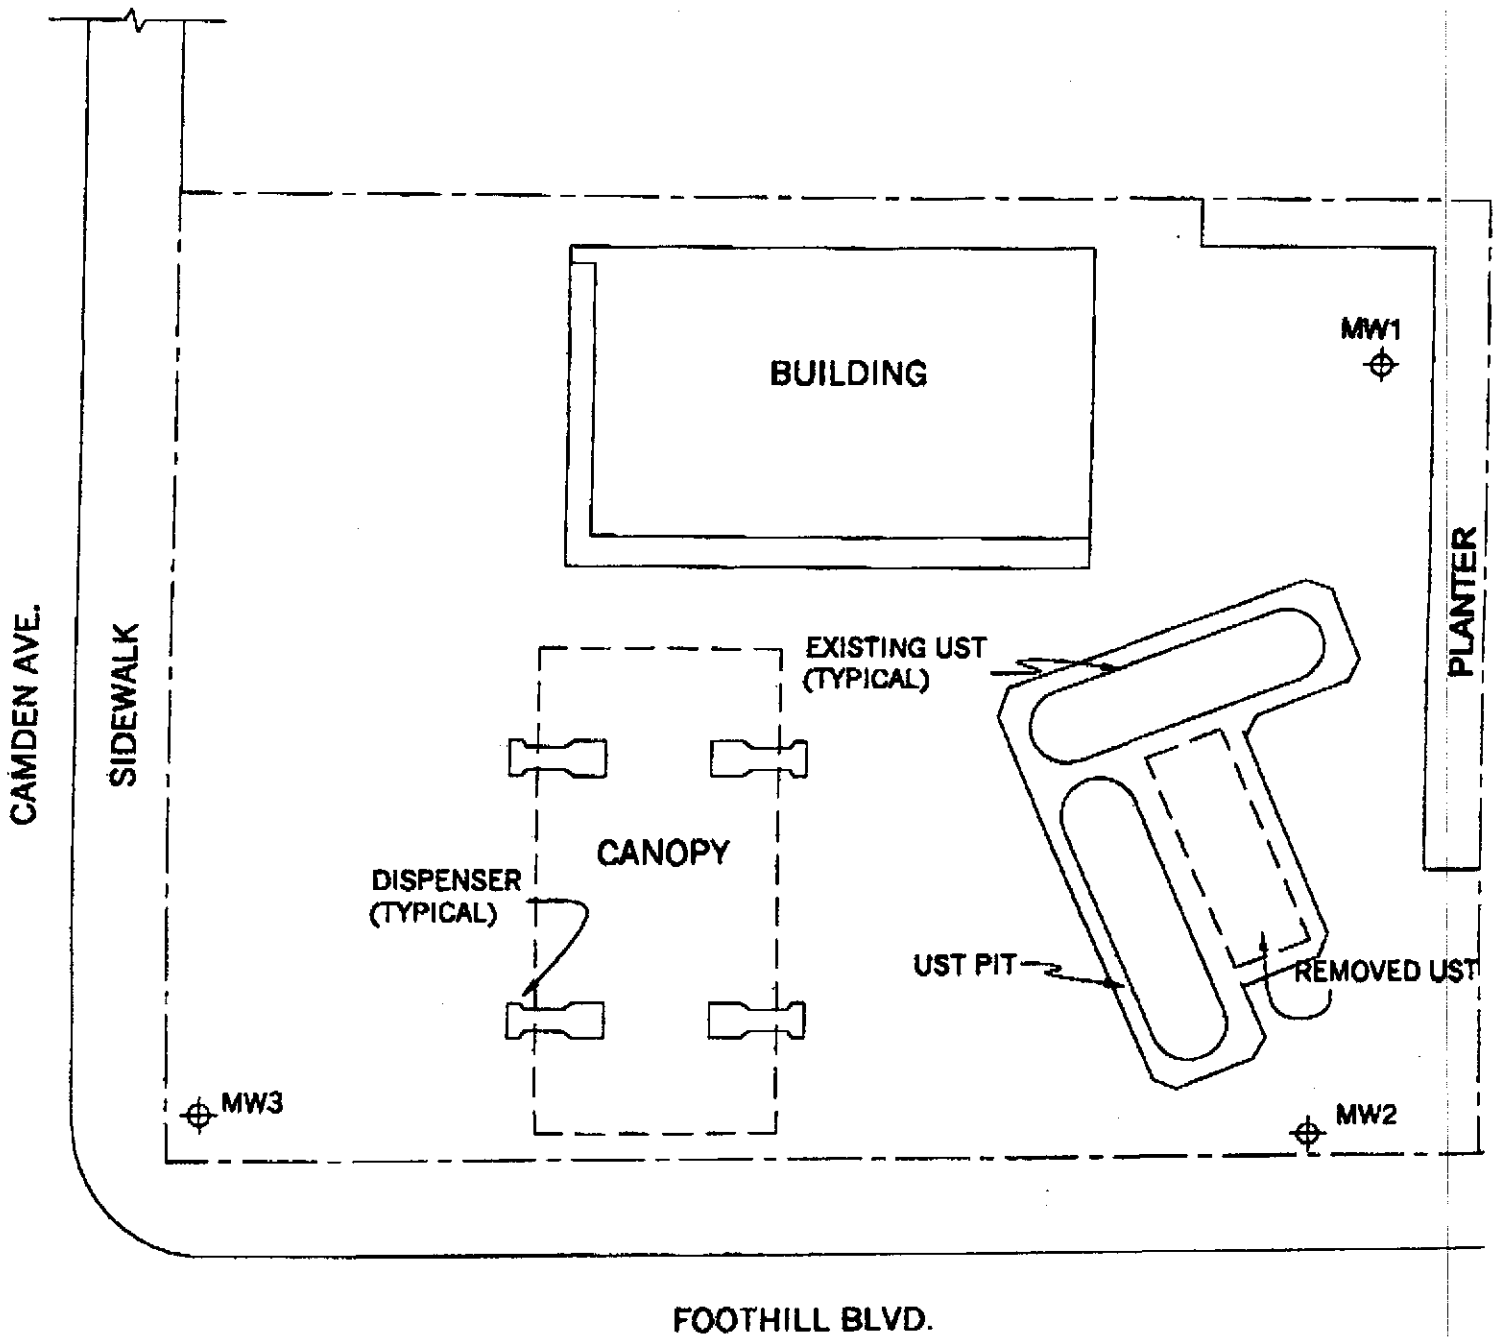 MW1
BUILDING
PLANTER
EXISTING UST
(TYPICAL)
CAMDEN AVE.
SIDEWALK
CANOPY
DISPENSER
(TYPICAL)
UST PIT
REMOVED UST
MW3
MW2
FOOTHILL BLVD.